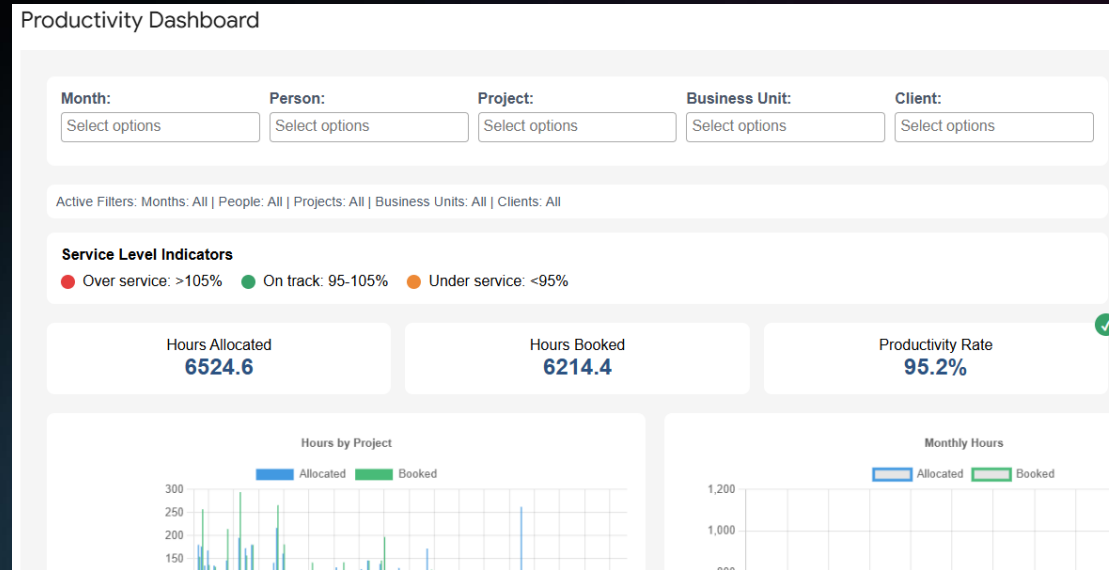 Productivity Dashboard
Month: Person: Project: Business Unit: Client:
Select options Select options Select options Select options Select options
Active Filters: Months: All | People: All | Projects: All | Business Units: All | Clients: All
Service Level Indicators
Over service: >105% On track: 95-105% Under service: <95%
Hours Allocated Hours Booked Productivity Rate
6524.6 6214.4 95.2%
Hours by Project Monthly Hours
Allocated Booked Allocated Booked
300 1,200
250
200 1,000
150